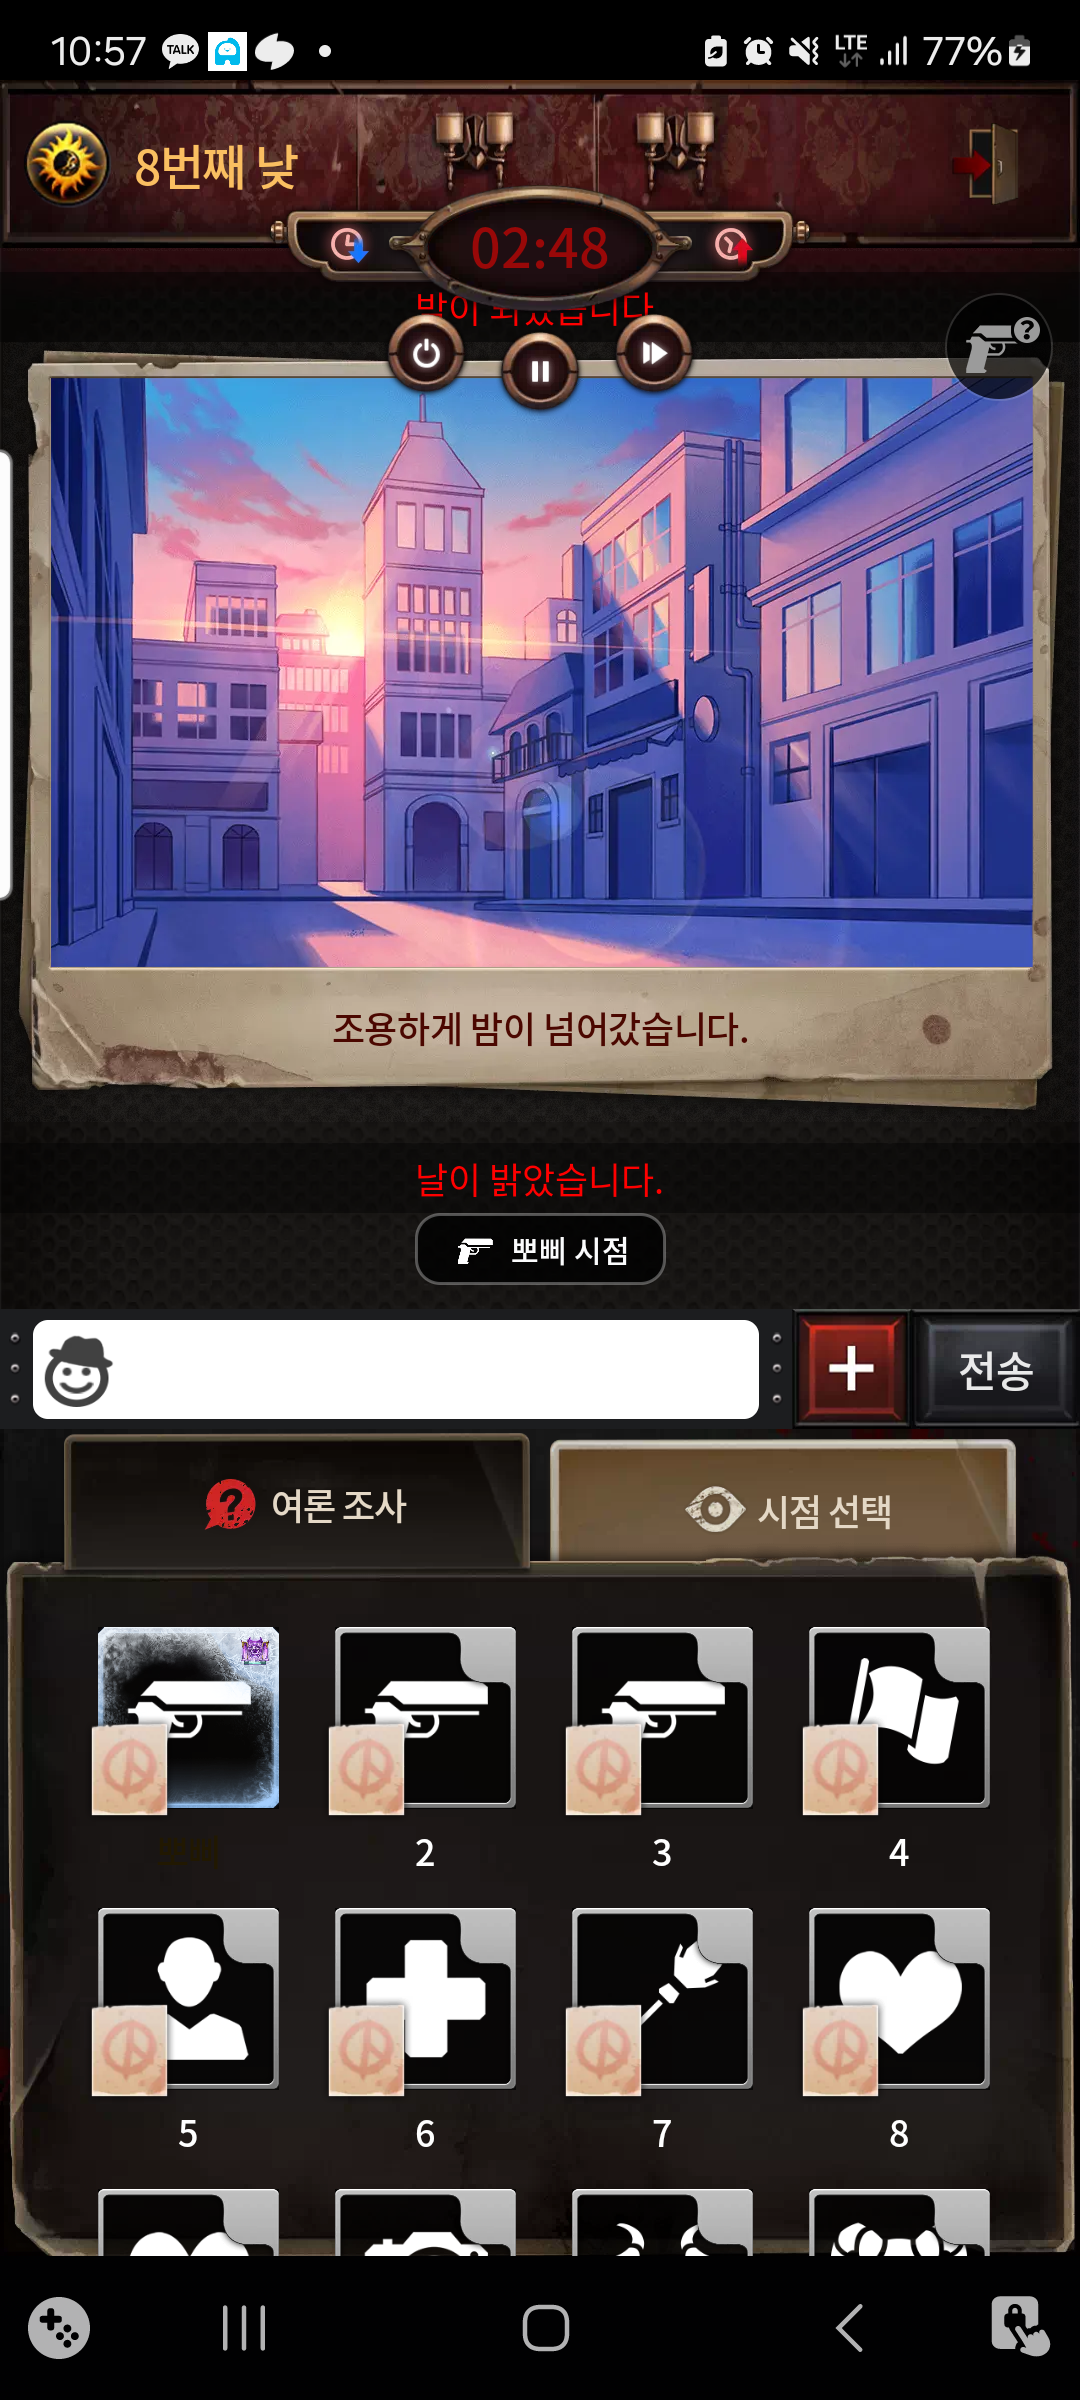 10:57 TALK LTE 77%
8번째 낮
02:48
밤이 되었습니다.
조용하게 밤이 넘어갔습니다.
날이 밝았습니다.
뽀삐 시점
전송
여론 조사
시점 선택
뽀삐 2 3 4
5 6 7 8